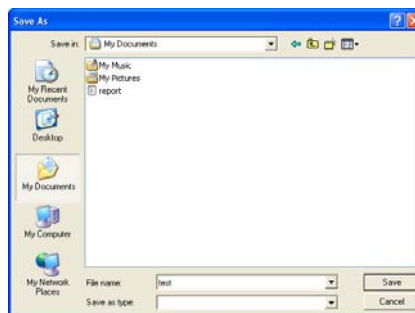 Save As
Save in:
My Documents
My Music
My Pictures
report
My Recent
Documents
Desktop
My Documents
My Computer
My Network
Places
File name:
test
Save
Save as type:
Cancel